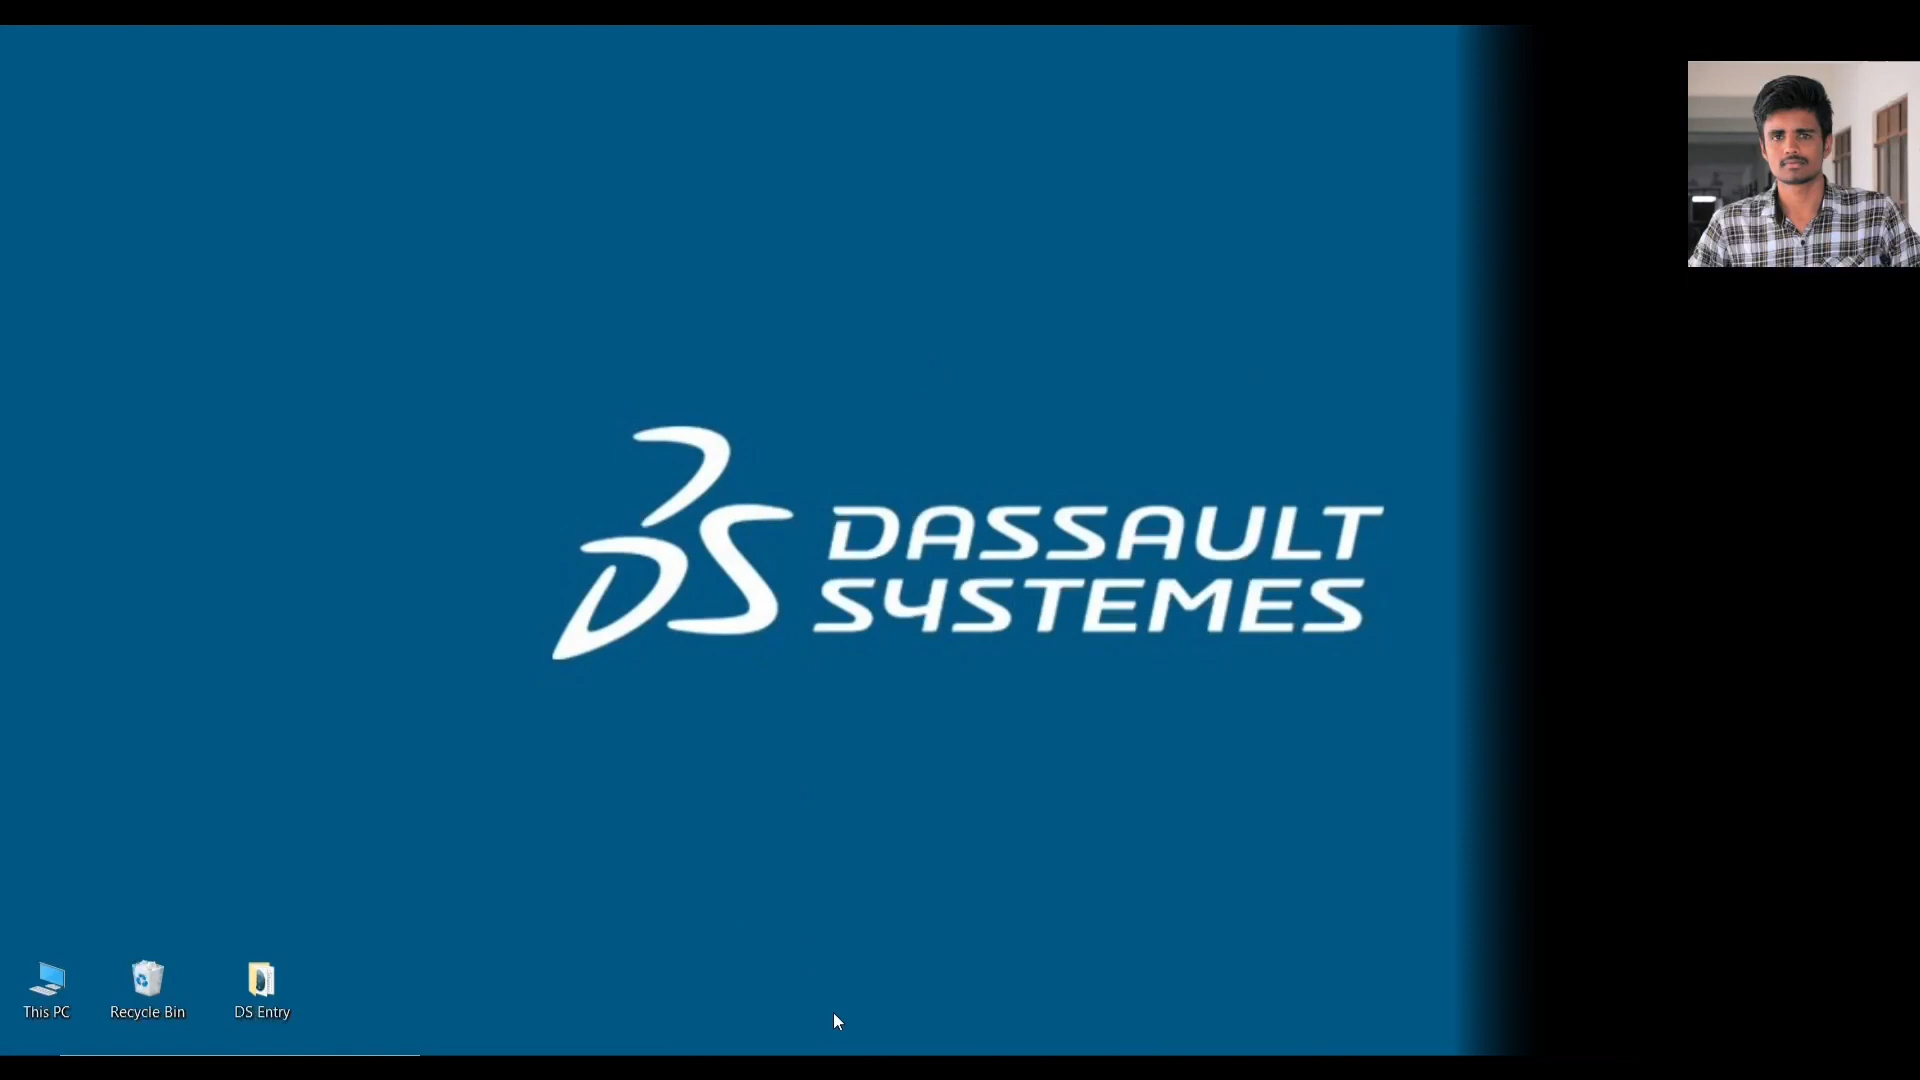 DASSAULT
SYSTEMES
This PC
Recycle Bin
DS Entry